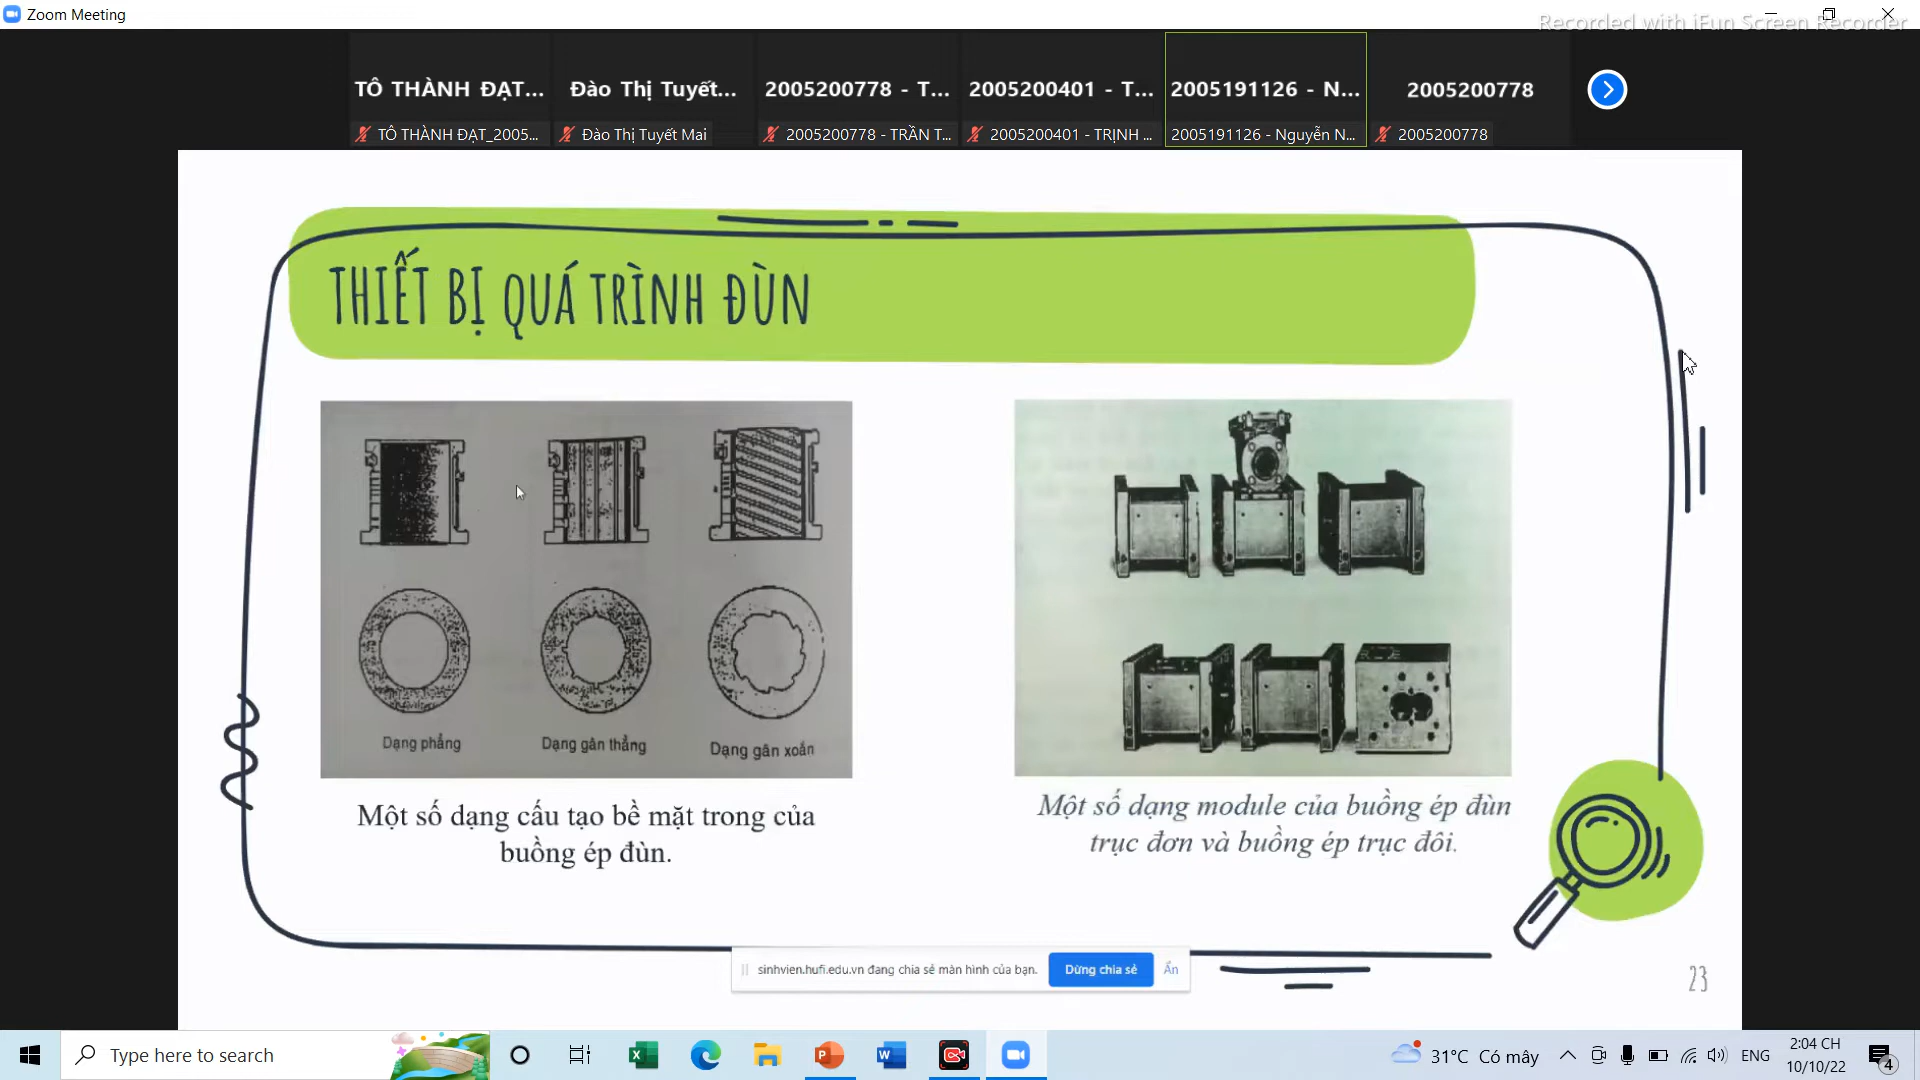 Zoom Meeting
Recorded with iFun Screen Recorder
TÔ THÀNH ĐẠT... Đào Thị Tuyết... 2005200778 - T... 2005200401 - T... 2005191126 - N... 2005200778
TÔ THÀNH ĐẠT_2005... Đào Thị Tuyết Mai 2005200778 - TRẦN T... 2005200401 - TRỊNH ... 2005191126 - Nguyễn N... 2005200778
THIẾT BỊ QUÁ TRÌNH ĐÙN
Dạng phẳng Dạng gân thẳng Dạng gân xoắn
Một số dạng cấu tạo bề mặt trong của
buồng ép đùn.
Một số dạng module của buồng ép đùn
trục đơn và buồng ép trục đôi.
sinhvien.hufi.edu.vn đang chia sẻ màn hình của bạn. Dừng chia sẻ Ẩn
23
Type here to search
31°C Có mây
ENG
2:04 CH
10/10/22
4